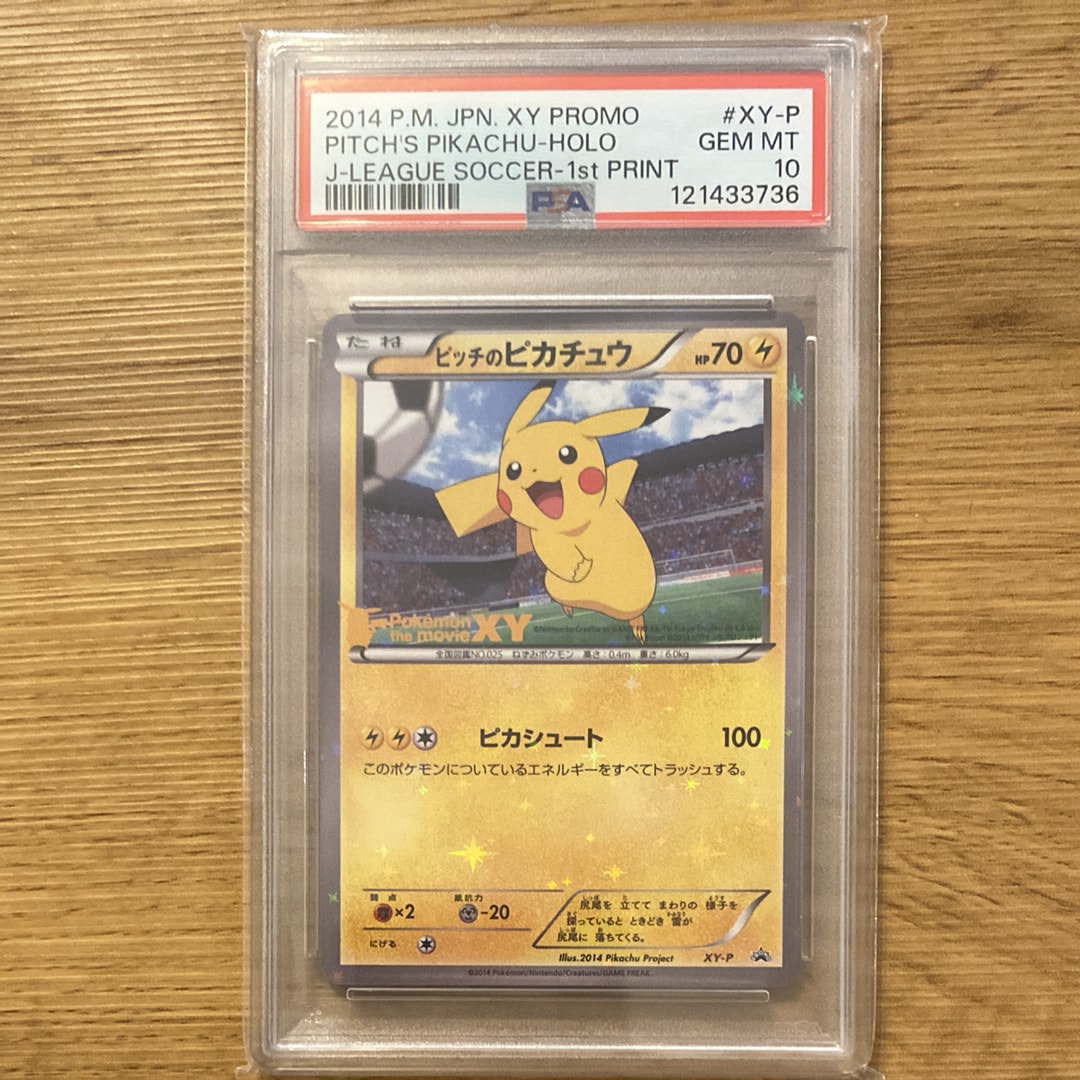 2014 P.M. JPN. XY PROMO #XY-P
PITCH'S PIKACHU-HOLO GEM MT
J-LEAGUE SOCCER-1st PRINT 10
PSA 121433736
たね ピッチのピカチュウ HP70
Pokémon
the movie XY
全国図鑑NO.025 ねずみポケモン 高さ:0.4m 重さ:6.0kg
ピカシュート 100
このポケモンについているエネルギーをすべてトラッシュする。
弱点 抵抗力
×2 -20
にげる
尻尾を 立てて まわりの 様子を
探っていると ときどき 雷が
尻尾に 落ちてくる。
Illus.2014 Pikachu Project XY-P
©2014 Pokémon/Nintendo/Creatures/GAME FREAK.